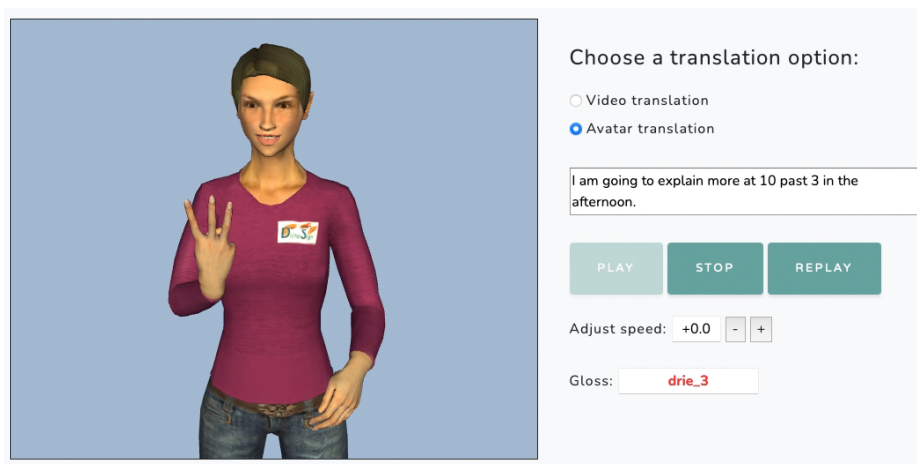 Choose a translation option:
Video translation
Avatar translation
I am going to explain more at 10 past 3 in the
afternoon.
PLAY STOP REPLAY
Adjust speed: +0.0 - +
Gloss: drie_3